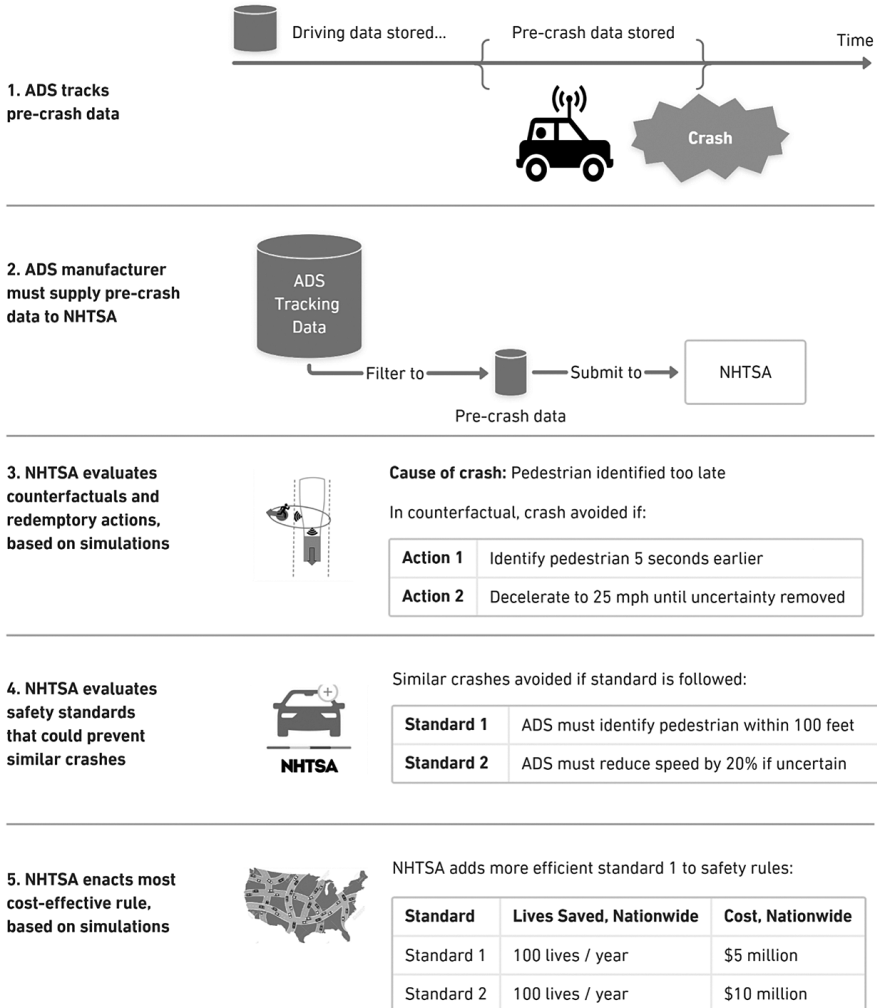 Driving data stored...
Pre-crash data stored
Time
1. ADS tracks
pre-crash data
Crash
2. ADS manufacturer
must supply pre-crash
data to NHTSA
ADS
Tracking
Data
Filter to
Submit to
NHTSA
Pre-crash data
3. NHTSA evaluates
counterfactuals and
redemptory actions,
based on simulations
Cause of crash: Pedestrian identified too late
In counterfactual, crash avoided if:
Action 1 Identify pedestrian 5 seconds earlier
Action 2 Decelerate to 25 mph until uncertainty removed
4. NHTSA evaluates
safety standards
that could prevent
similar crashes
NHTSA
Similar crashes avoided if standard is followed:
Standard 1 ADS must identify pedestrian within 100 feet
Standard 2 ADS must reduce speed by 20% if uncertain
5. NHTSA enacts most
cost-effective rule,
based on simulations
NHTSA adds more efficient standard 1 to safety rules:
Standard Lives Saved, Nationwide Cost, Nationwide
Standard 1 100 lives / year $5 million
Standard 2 100 lives / year $10 million